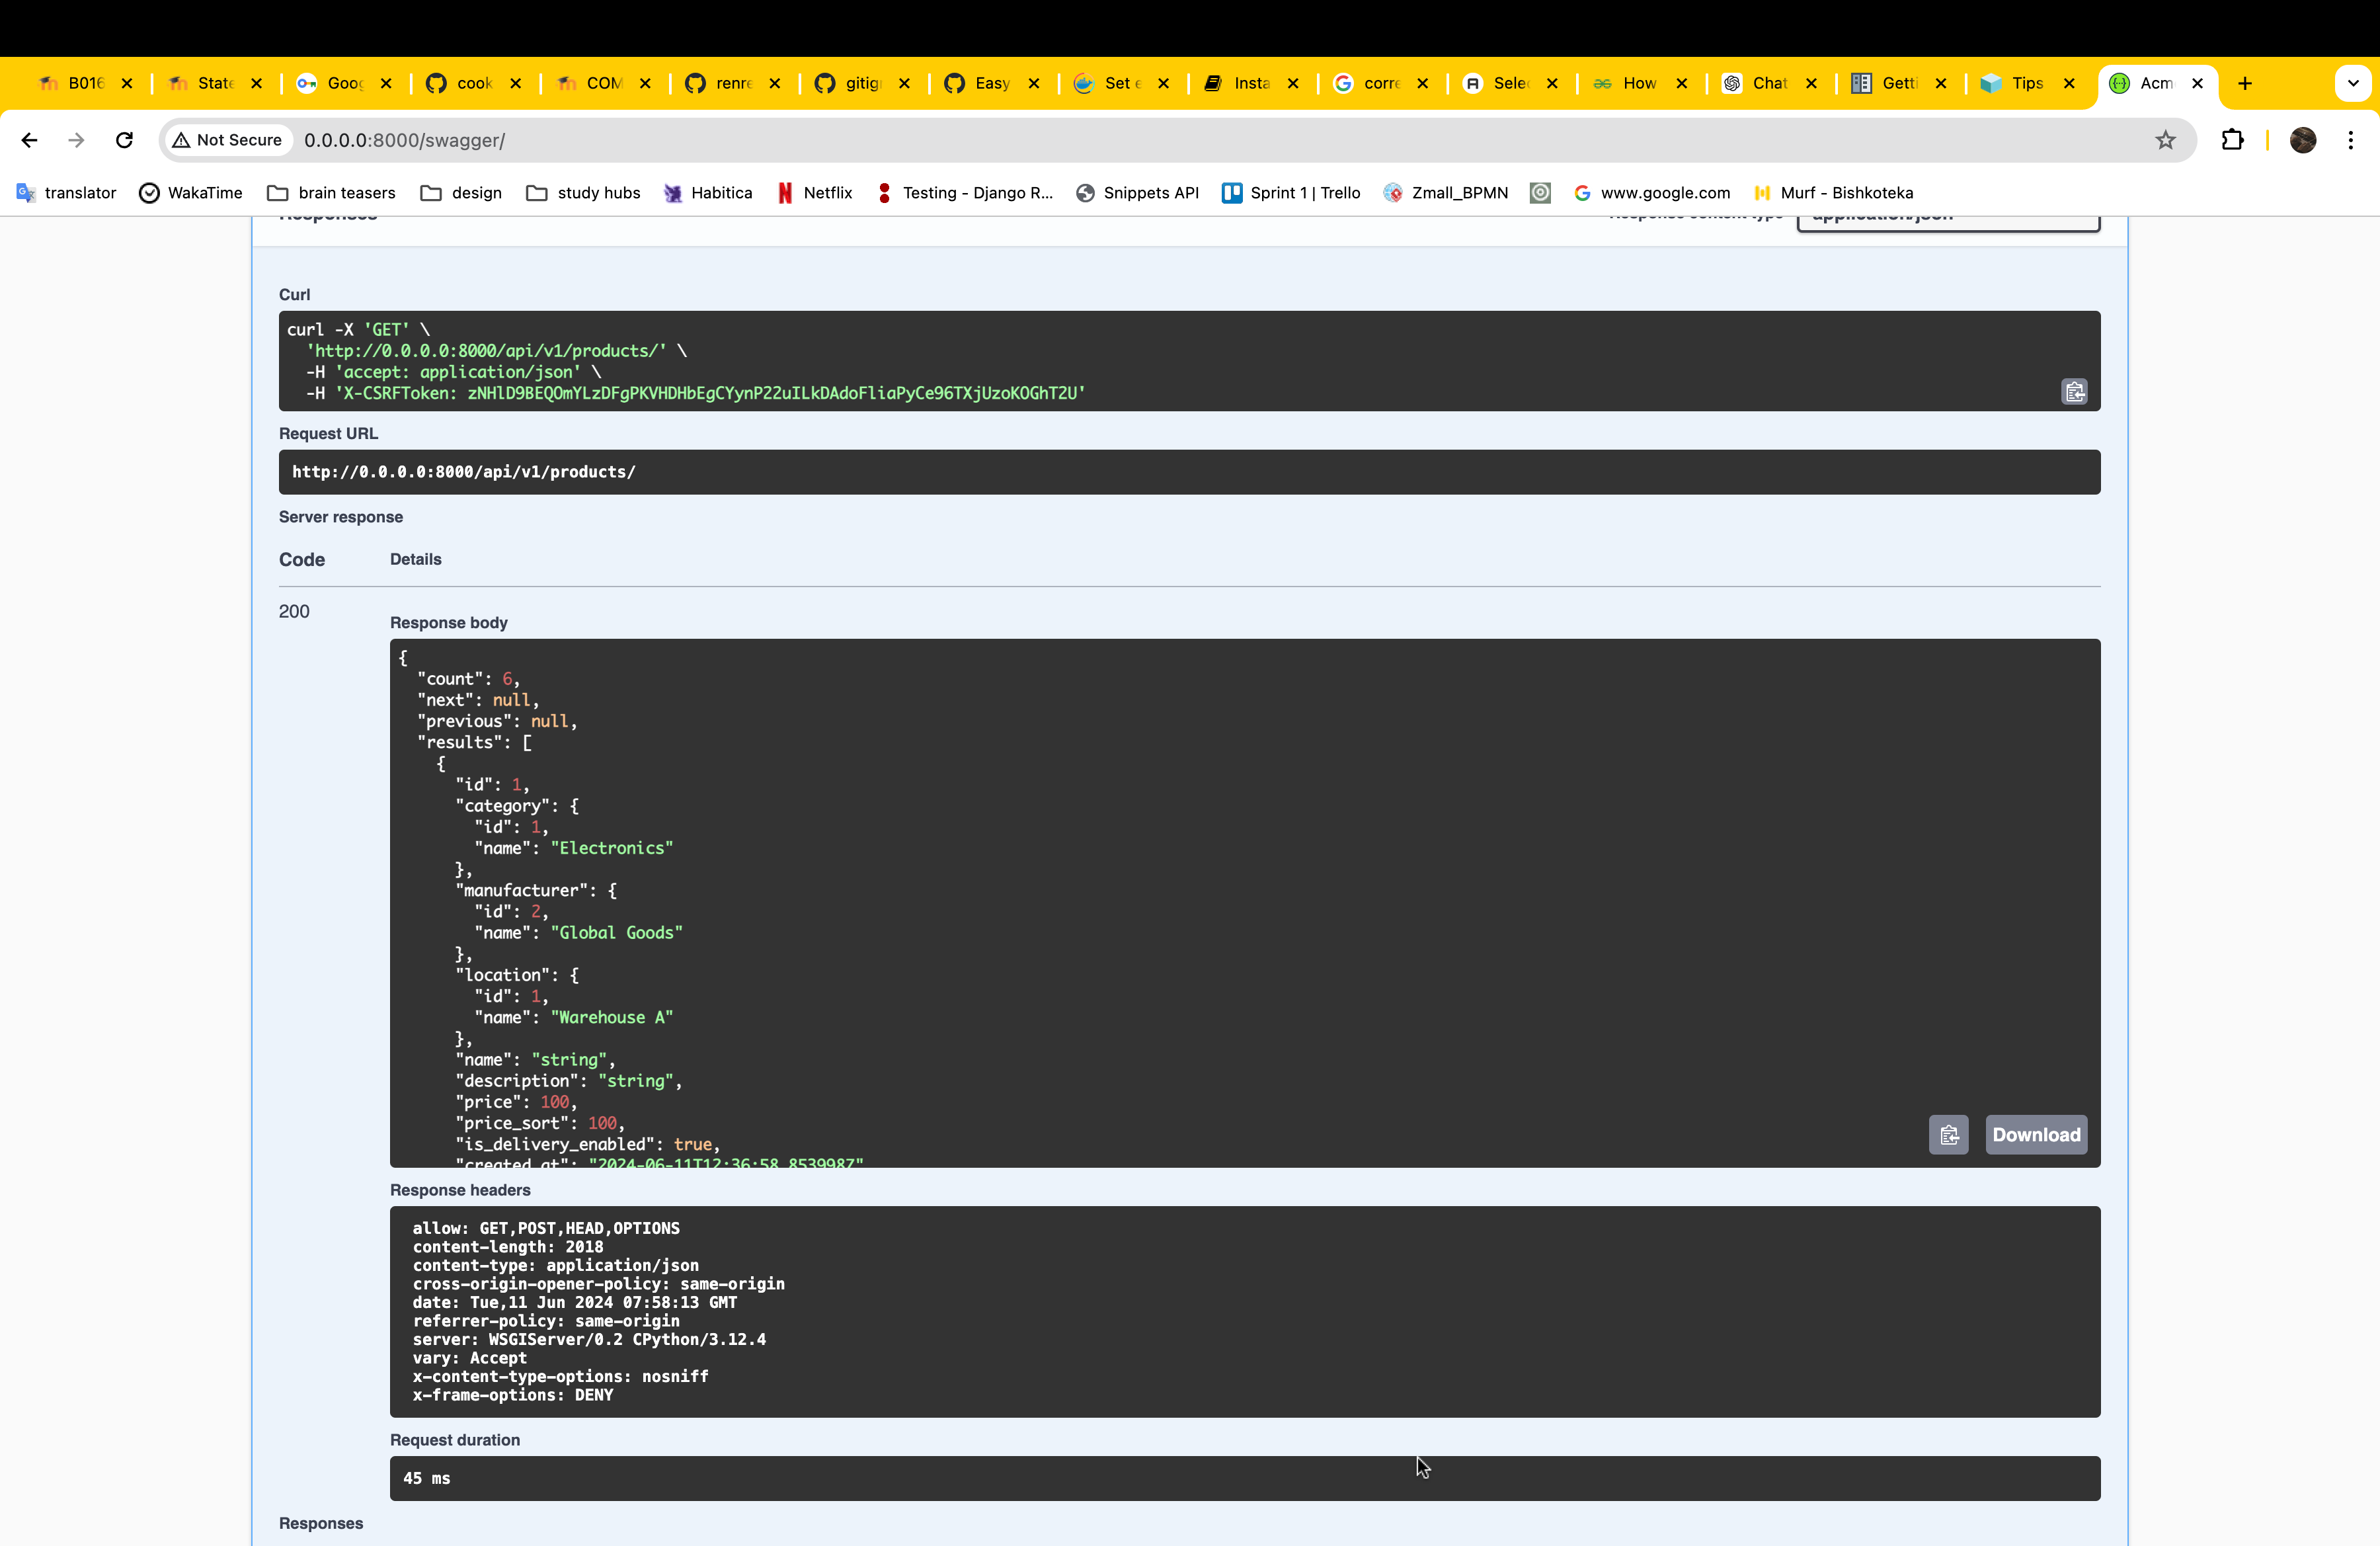 B016
State
Goog
cook
COM
renre
gitig
Easy
Set e
Insta
corre
Selec
How
Chat
Getti
Tips
Acm
Not Secure 0.0.0.0:8000/swagger/
translator WakaTime brain teasers design study hubs Habitica Netflix Testing - Django R... Snippets API Sprint 1 | Trello Zmall_BPMN www.google.com Murf - Bishkoteka
Responses Response content type application/json
Curl
curl -X 'GET' \
'http://0.0.0.0:8000/api/v1/products/' \
-H 'accept: application/json' \
-H 'X-CSRFToken: zNHlD9BEQOmYLzDFgPKVHDHbEgCYynP22uILkDAdoFliaPyCe96TXjUzoKOGhT2U'
Request URL
http://0.0.0.0:8000/api/v1/products/
Server response
Code Details
200
Response body
{
"count": 6,
"next": null,
"previous": null,
"results": [
{
"id": 1,
"category": {
"id": 1,
"name": "Electronics"
},
"manufacturer": {
"id": 2,
"name": "Global Goods"
},
"location": {
"id": 1,
"name": "Warehouse A"
},
"name": "string",
"description": "string",
"price": 100,
"price_sort": 100,
"is_delivery_enabled": true,
"created_at": "2024-06-11T12:36:58.853998Z"
Download
Response headers
allow: GET,POST,HEAD,OPTIONS
content-length: 2018
content-type: application/json
cross-origin-opener-policy: same-origin
date: Tue,11 Jun 2024 07:58:13 GMT
referrer-policy: same-origin
server: WSGIServer/0.2 CPython/3.12.4
vary: Accept
x-content-type-options: nosniff
x-frame-options: DENY
Request duration
45 ms
Responses